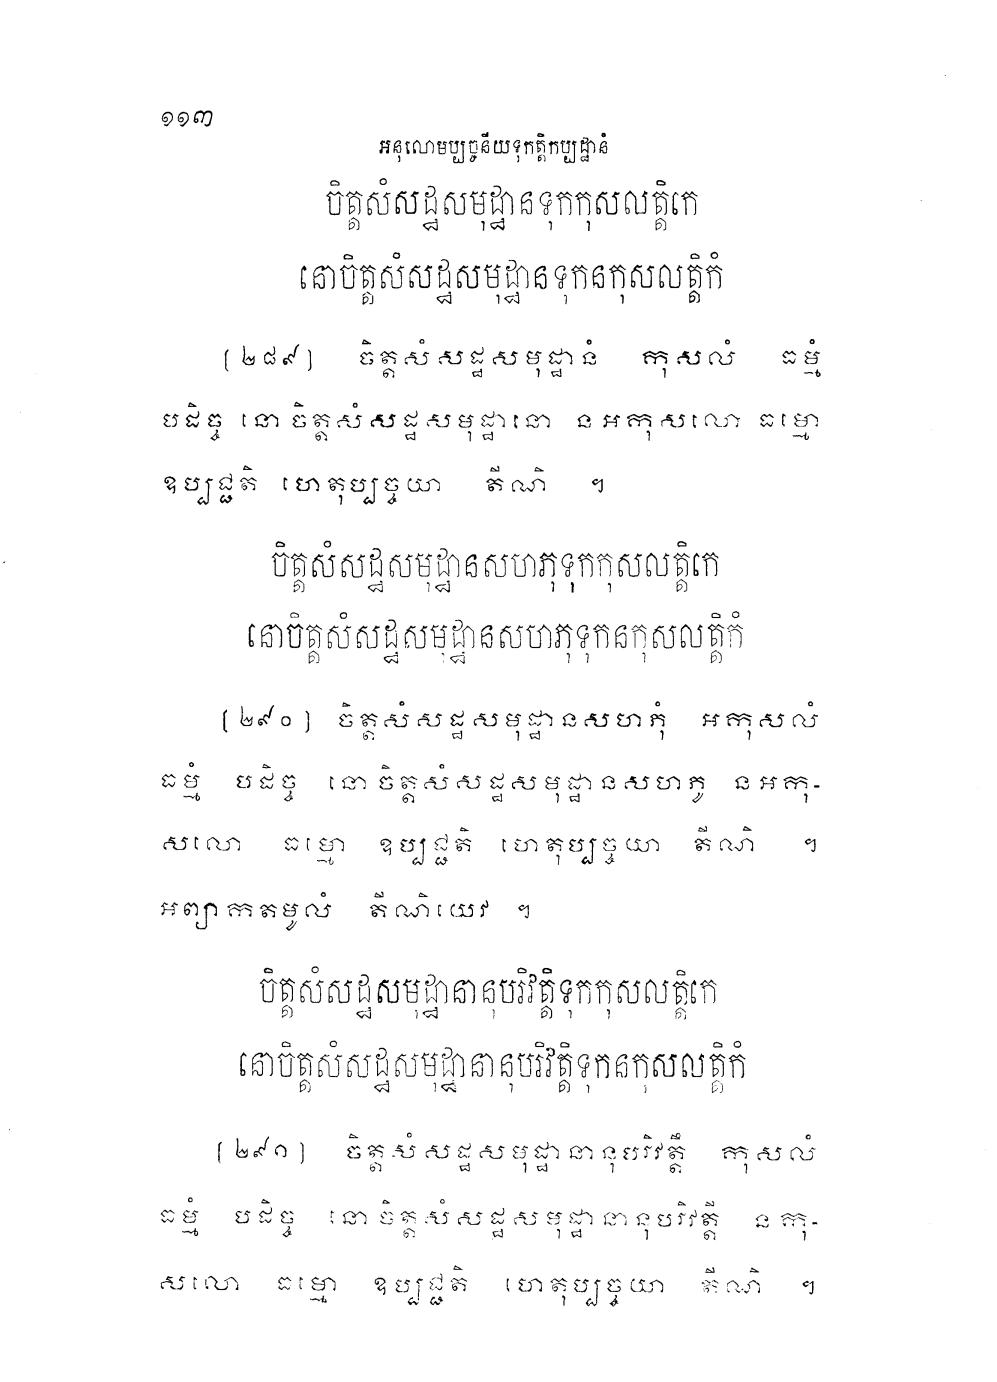 ១១៣
អនុលោមប្បច្ចនីយទុកត្តិកប្បដ្ឋានំ
ចិត្តសំសដ្ឋសមុដ្ឋានទុកកុសលត្តិកេ
នោចិត្តសំសដ្ឋសមុដ្ឋានទុកនកុសលត្តិកំ
[២៨៩] ចិត្តសំសដ្ឋសមុដ្ឋានំ កុសលំ ធម្មំ
បដិច្ច នោចិត្តសំសដ្ឋសមុដ្ឋានោ នអកុសលោ ធម្មោ
ឧប្បជ្ជតិ ហេតុប្បច្ចយា តីណិ ។
ចិត្តសំសដ្ឋសមុដ្ឋានសហភុទុកកុសលត្តិកេ
នោចិត្តសំសដ្ឋសមុដ្ឋានសហភុទុកនកុសលត្តិកំ
[២៩០] ចិត្តសំសដ្ឋសមុដ្ឋានសហភុំ អកុសលំ
ធម្មំ បដិច្ច នោចិត្តសំសដ្ឋសមុដ្ឋានសហភូ នអកុ-
សលោ ធម្មោ ឧប្បជ្ជតិ ហេតុប្បច្ចយា តីណិ ។
អព្យាកតមូលំ តីណិយេវ ។
ចិត្តសំសដ្ឋសមុដ្ឋានានុបរិវត្តិទុកកុសលត្តិកេ
នោចិត្តសំសដ្ឋសមុដ្ឋានានុបរិវត្តិទុកនកុសលត្តិកំ
[២៩១] ចិត្តសំសដ្ឋសមុដ្ឋានានុបរិវត្តឹ កុសលំ
ធម្មំ បដិច្ច នោចិត្តសំសដ្ឋសមុដ្ឋានានុបរិវត្តី នកុ-
សលោ ធម្មោ ឧប្បជ្ជតិ ហេតុប្បច្ចយា តីណិ ។